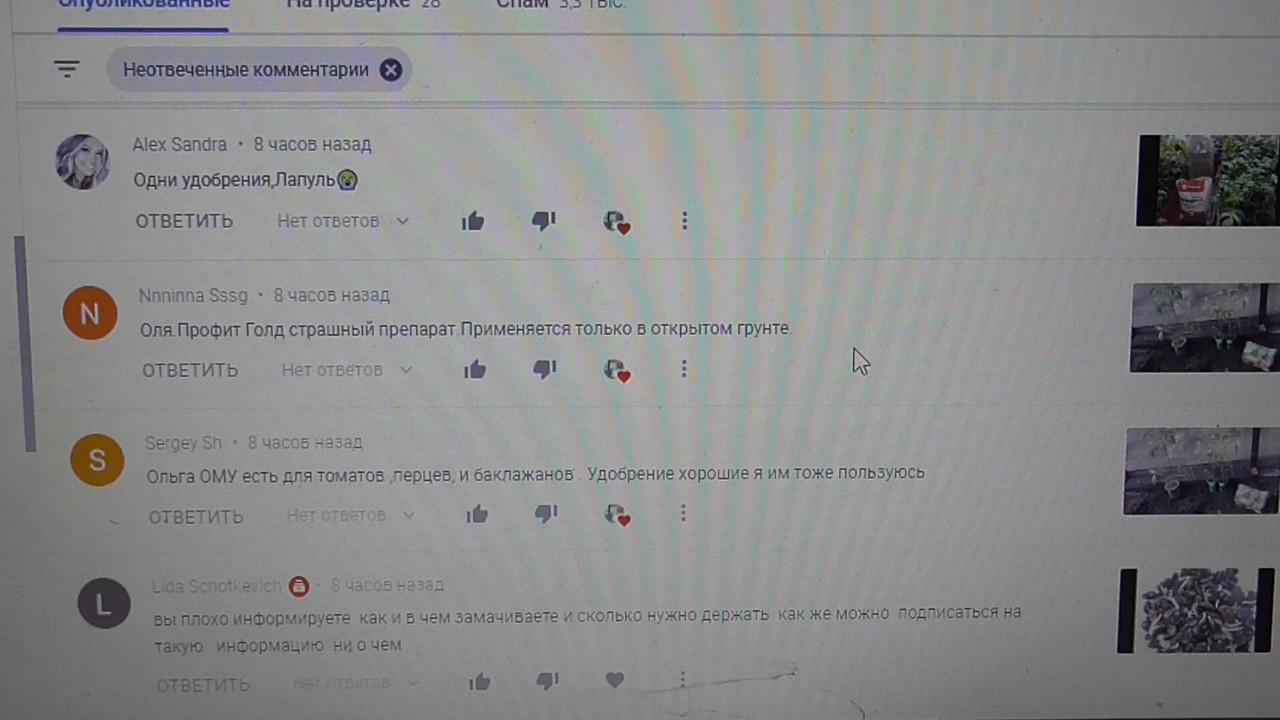 Опубликованные На проверке 28 Спам 3,3 ТЫС.
Неотвеченные комментарии
Alex Sandra • 8 часов назад
Одни удобрения,Лапуль😭
ОТВЕТИТЬ Нет ответов
N
Nnninna Sssg • 8 часов назад
Оля.Профит Голд страшный препарат.Применяется только в открытом грунте.
ОТВЕТИТЬ Нет ответов
S
Sergey Sh • 8 часов назад
Ольга ОМУ есть для томатов ,перцев, и баклажанов . Удобрение хорошие я им тоже пользуюсь
ОТВЕТИТЬ Нет ответов
L
Lida Schotkevich • 8 часов назад
вы плохо информируете как и в чем замачиваете и сколько нужно держать как же можно подписаться на
такую информацию ни о чем
ОТВЕТИТЬ Нет ответов